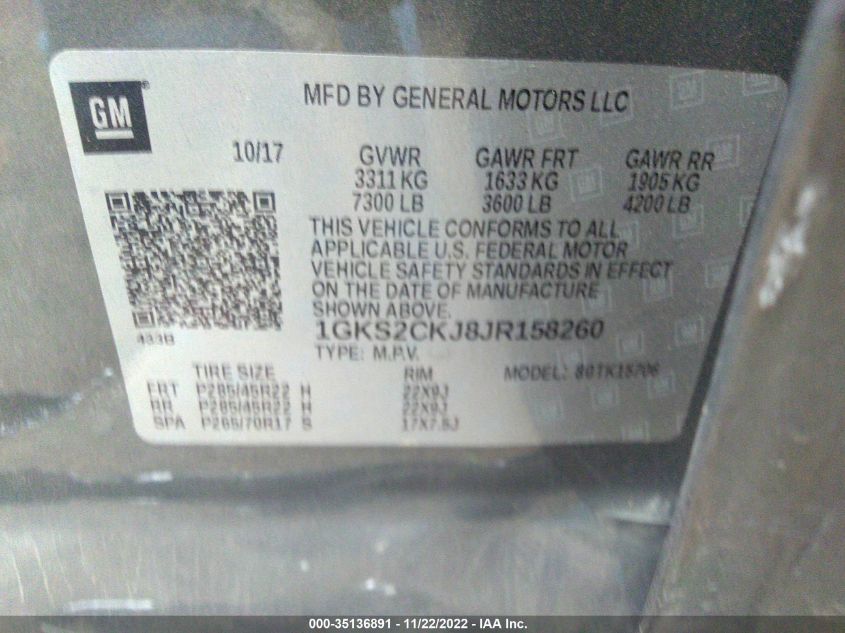 GM
MFD BY GENERAL MOTORS LLC
10/17 GVWR GAWR FRT GAWR RR
3311 KG 1633 KG 1905 KG
7300 LB 3600 LB 4200 LB
THIS VEHICLE CONFORMS TO ALL
APPLICABLE U.S. FEDERAL MOTOR
VEHICLE SAFETY STANDARDS IN EFFECT
ON THE DATE OF MANUFACTURE
SHOWN ABOVE.
433B 1GKS2CKJ8JR158260
TYPE: M.P.V.
TIRE SIZE RIM MODEL:
FRT P285/45R22 H 22X9J
RR P285/45R22 H 22X9J
SPA P265/70R17 S 17X7.5J
000-35136891 - 11/22/2022 - IAA Inc.